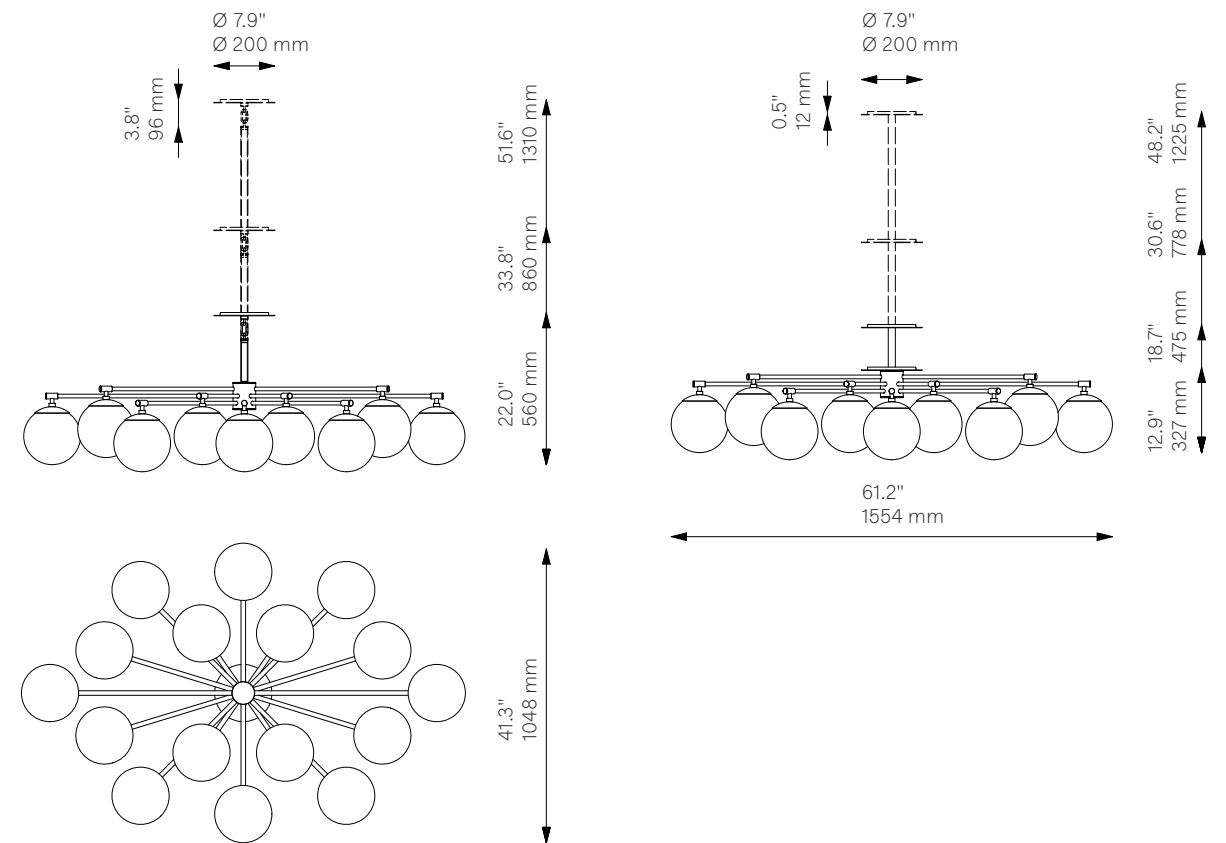 Ø 7.9"
Ø 200 mm
3.8"
96 mm
51.6"
1310 mm
33.8"
860 mm
22.0"
560 mm
Ø 7.9"
Ø 200 mm
0.5"
12 mm
48.2"
1225 mm
30.6"
778 mm
18.7"
475 mm
12.9"
327 mm
61.2"
1554 mm
41.3"
1048 mm